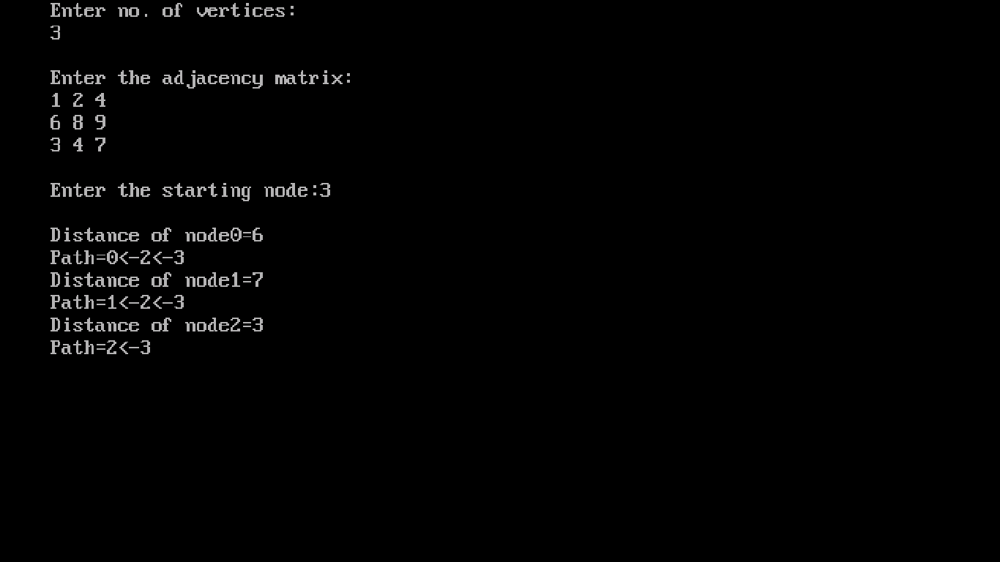 Enter no. of vertices:
3
Enter the adjacency matrix:
1 2 4
6 8 9
3 4 7
Enter the starting node:3
Distance of node0=6
Path=0<-2<-3
Distance of node1=7
Path=1<-2<-3
Distance of node2=3
Path=2<-3